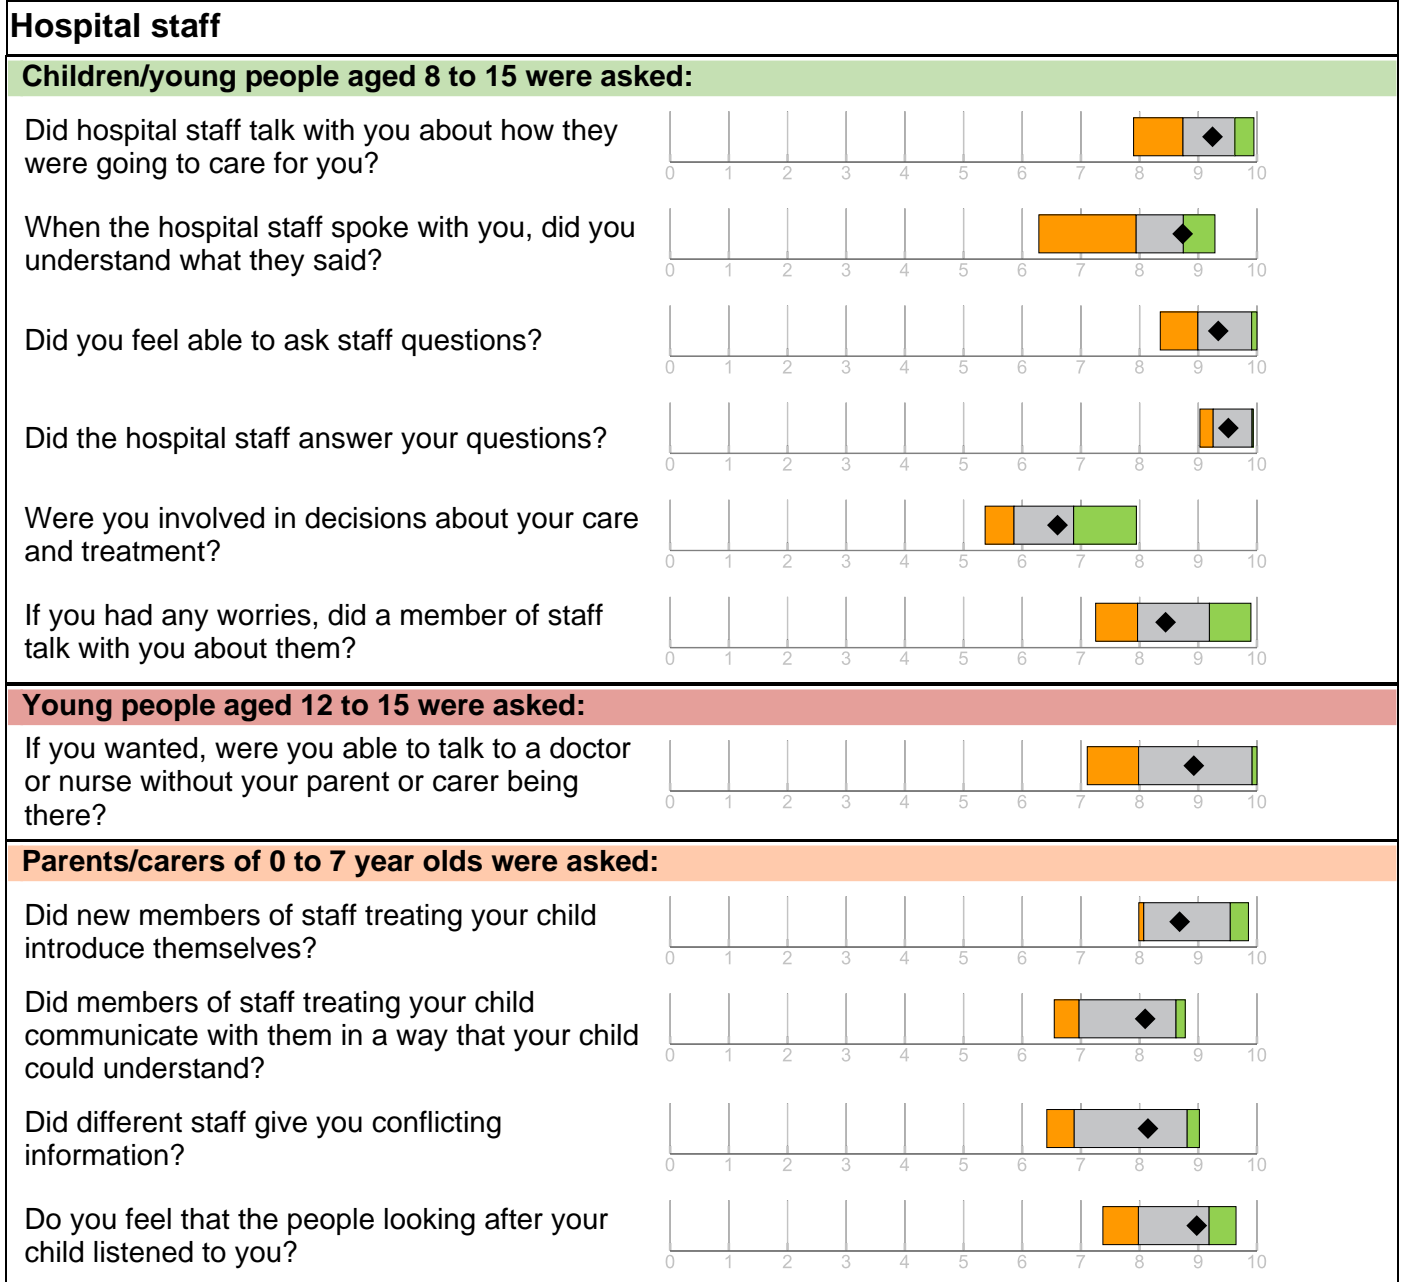 Hospital staff
Children/young people aged 8 to 15 were asked:
Did hospital staff talk with you about how they
were going to care for you?
0 1 2 3 4 5 6 7 8 9 10
When the hospital staff spoke with you, did you
understand what they said?
0 1 2 3 4 5 6 7 8 9 10
Did you feel able to ask staff questions?
0 1 2 3 4 5 6 7 8 9 10
Did the hospital staff answer your questions?
0 1 2 3 4 5 6 7 8 9 10
Were you involved in decisions about your care
and treatment?
0 1 2 3 4 5 6 7 8 9 10
If you had any worries, did a member of staff
talk with you about them?
0 1 2 3 4 5 6 7 8 9 10
Young people aged 12 to 15 were asked:
If you wanted, were you able to talk to a doctor
or nurse without your parent or carer being
there?
0 1 2 3 4 5 6 7 8 9 10
Parents/carers of 0 to 7 year olds were asked:
Did new members of staff treating your child
introduce themselves?
0 1 2 3 4 5 6 7 8 9 10
Did members of staff treating your child
communicate with them in a way that your child
could understand?
0 1 2 3 4 5 6 7 8 9 10
Did different staff give you conflicting
information?
0 1 2 3 4 5 6 7 8 9 10
Do you feel that the people looking after your
child listened to you?
0 1 2 3 4 5 6 7 8 9 10